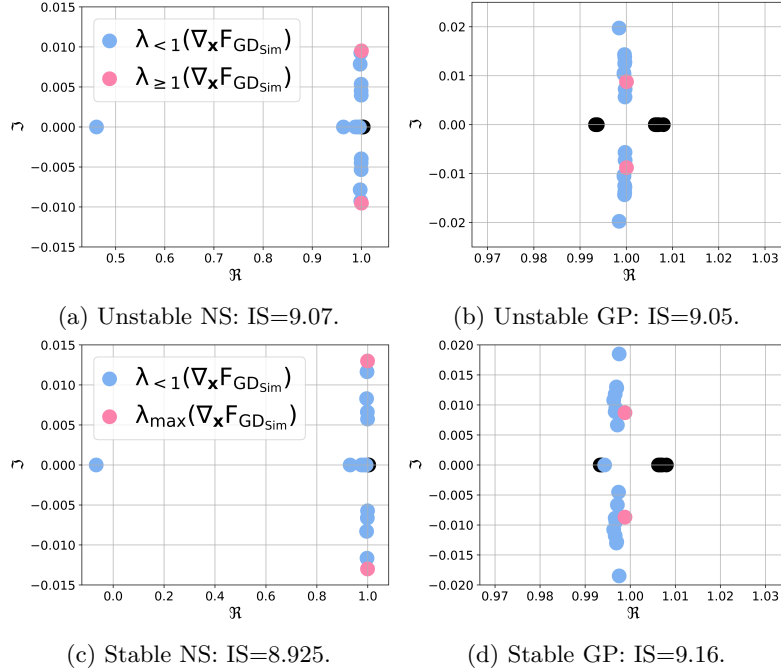 0.015
0.010
0.005
0.000
−0.005
−0.010
−0.015
ℑ
λ<1(∇xF_GD_Sim)
λ≥1(∇xF_GD_Sim)
0.5 0.6 0.7 0.8 0.9 1.0
ℜ
(a) Unstable NS: IS=9.07.
0.02
0.01
0.00
−0.01
−0.02
ℑ
0.97 0.98 0.99 1.00 1.01 1.02 1.03
ℜ
(b) Unstable GP: IS=9.05.
0.015
0.010
0.005
0.000
−0.005
−0.010
−0.015
ℑ
λ<1(∇xF_GD_Sim)
λmax(∇xF_GD_Sim)
0.0 0.2 0.4 0.6 0.8 1.0
ℜ
(c) Stable NS: IS=8.925.
0.020
0.015
0.010
0.005
0.000
−0.005
−0.010
−0.015
−0.020
ℑ
0.97 0.98 0.99 1.00 1.01 1.02 1.03
ℜ
(d) Stable GP: IS=9.16.